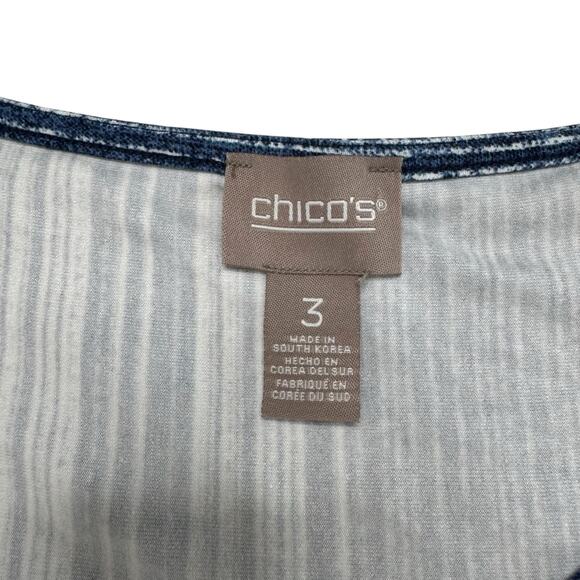 chico's®
3
MADE IN
SOUTH KOREA
HECHO EN
COREA DEL SUR
FABRIQUÉ EN
CORÉE DU SUD